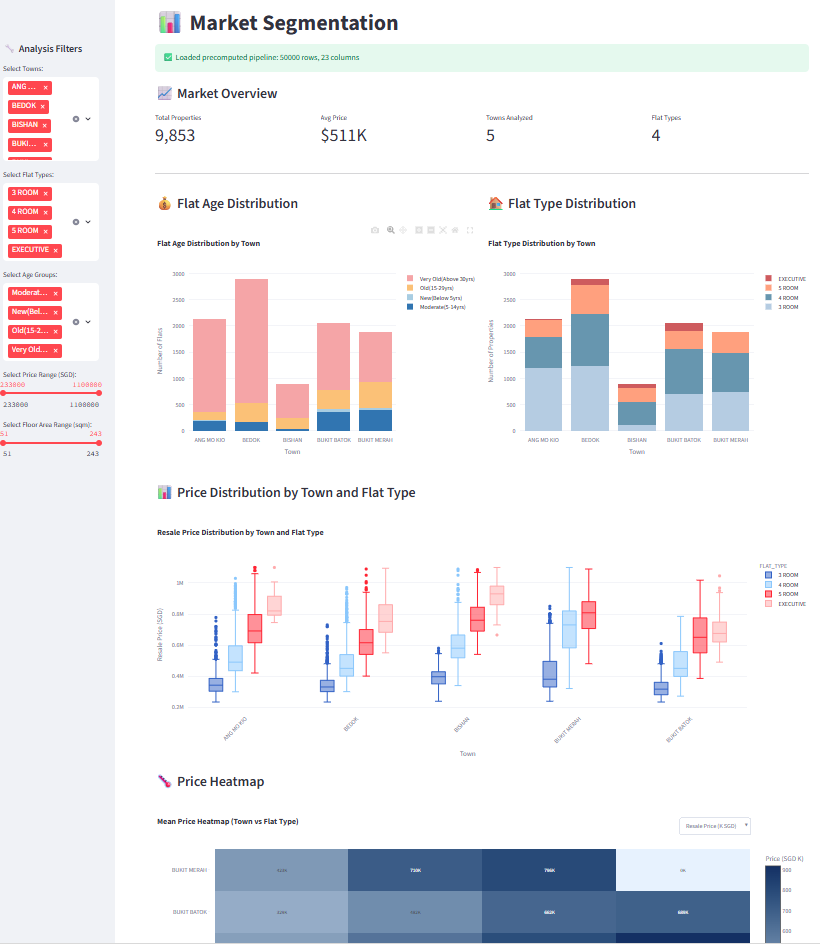 Market Segmentation
Analysis Filters
Loaded precomputed pipeline: 50000 rows, 23 columns
Select Towns:
ANG ... ×
BEDOK ×
BISHAN ×
BUKI... ×
Market Overview
Total Properties
Avg Price
Towns Analyzed
Flat Types
9,853
$511K
5
4
Select Flat Types:
3 ROOM ×
4 ROOM ×
5 ROOM ×
EXECUTIVE ×
Select Age Groups:
Moderat... ×
New(Bel... ×
Old(15-2... ×
Very Old... ×
Select Price Range (SGD):
233000 1100000
233000 1100000
Select Floor Area Range (sqm):
51 243
51 243
Flat Age Distribution
Flat Age Distribution by Town
Very Old(Above 30yrs)
Old(15-29yrs)
New(Below 5yrs)
Moderate(5-14yrs)
Number of Flats
3000
2500
2000
1500
1000
500
0
ANG MO KIO BEDOK BISHAN BUKIT BATOK BUKIT MERAH
Town
Flat Type Distribution
Flat Type Distribution by Town
EXECUTIVE
5 ROOM
4 ROOM
3 ROOM
Number of Properties
3000
2500
2000
1500
1000
500
0
ANG MO KIO BEDOK BISHAN BUKIT BATOK BUKIT MERAH
Town
Price Distribution by Town and Flat Type
Resale Price Distribution by Town and Flat Type
FLAT_TYPE
3 ROOM
4 ROOM
5 ROOM
EXECUTIVE
Resale Price (SGD)
1M
0.8M
0.6M
0.4M
0.2M
ANG MO KIO
BEDOK
BISHAN
BUKIT MERAH
BUKIT BATOK
Town
Price Heatmap
Mean Price Heatmap (Town vs Flat Type)
Resale Price (K SGD)
Price (SGD K)
BUKIT MERAH 733K 786K 0K
BUKIT BATOK 662K 689K
900
800
700
600